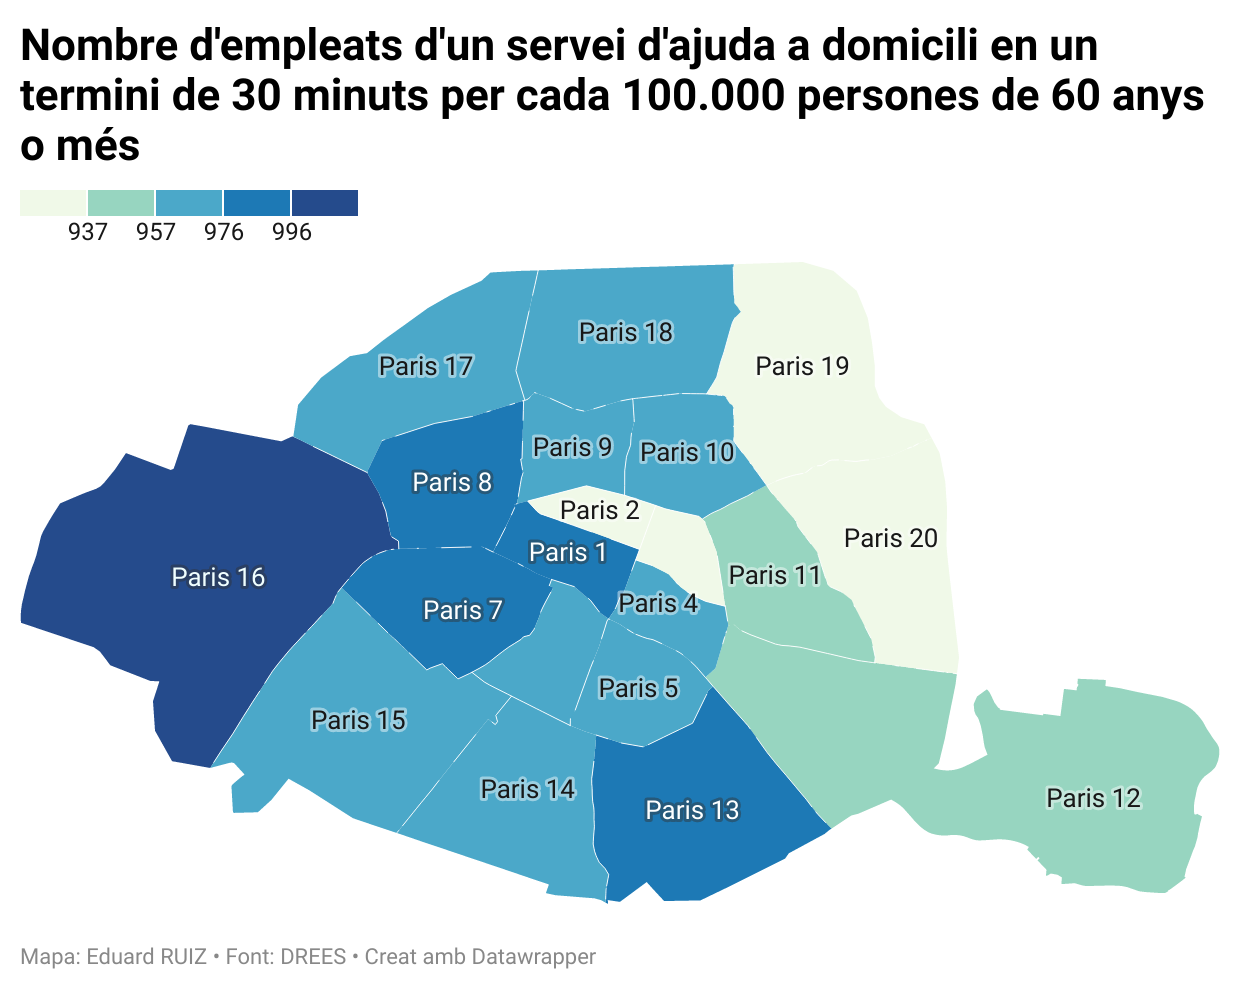 Nombre d'empleats d'un servei d'ajuda a domicili en un
termini de 30 minuts per cada 100.000 persones de 60 anys
o més
937 957 976 996
Paris 18
Paris 17
Paris 19
Paris 9
Paris 10
Paris 8
Paris 2
Paris 20
Paris 1
Paris 16
Paris 11
Paris 4
Paris 7
Paris 5
Paris 15
Paris 14
Paris 12
Paris 13
Mapa: Eduard RUIZ • Font: DREES • Creat amb Datawrapper